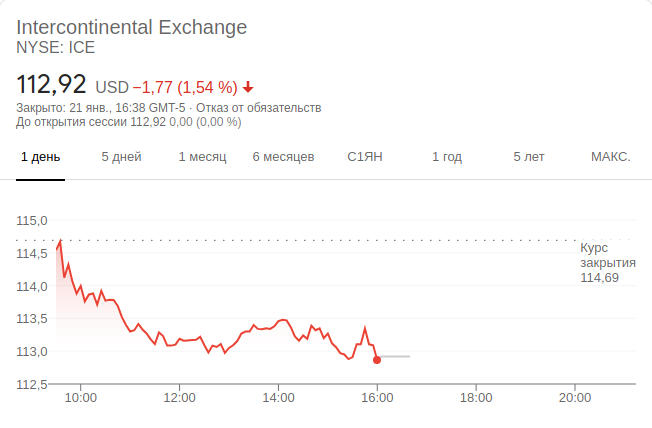 Intercontinental Exchange
NYSE: ICE
112,92 USD −1,77 (1,54 %)
Закрыто: 21 янв., 16:38 GMT-5 · Отказ от обязательств
До открытия сессии 112,92 0,00 (0,00 %)
1 день 5 дней 1 месяц 6 месяцев С1ЯН 1 год 5 лет МАКС.
115,0
114,5
Курс
закрытия
114,69
114,0
113,5
113,0
112,5
10:00 12:00 14:00 16:00 18:00 20:00